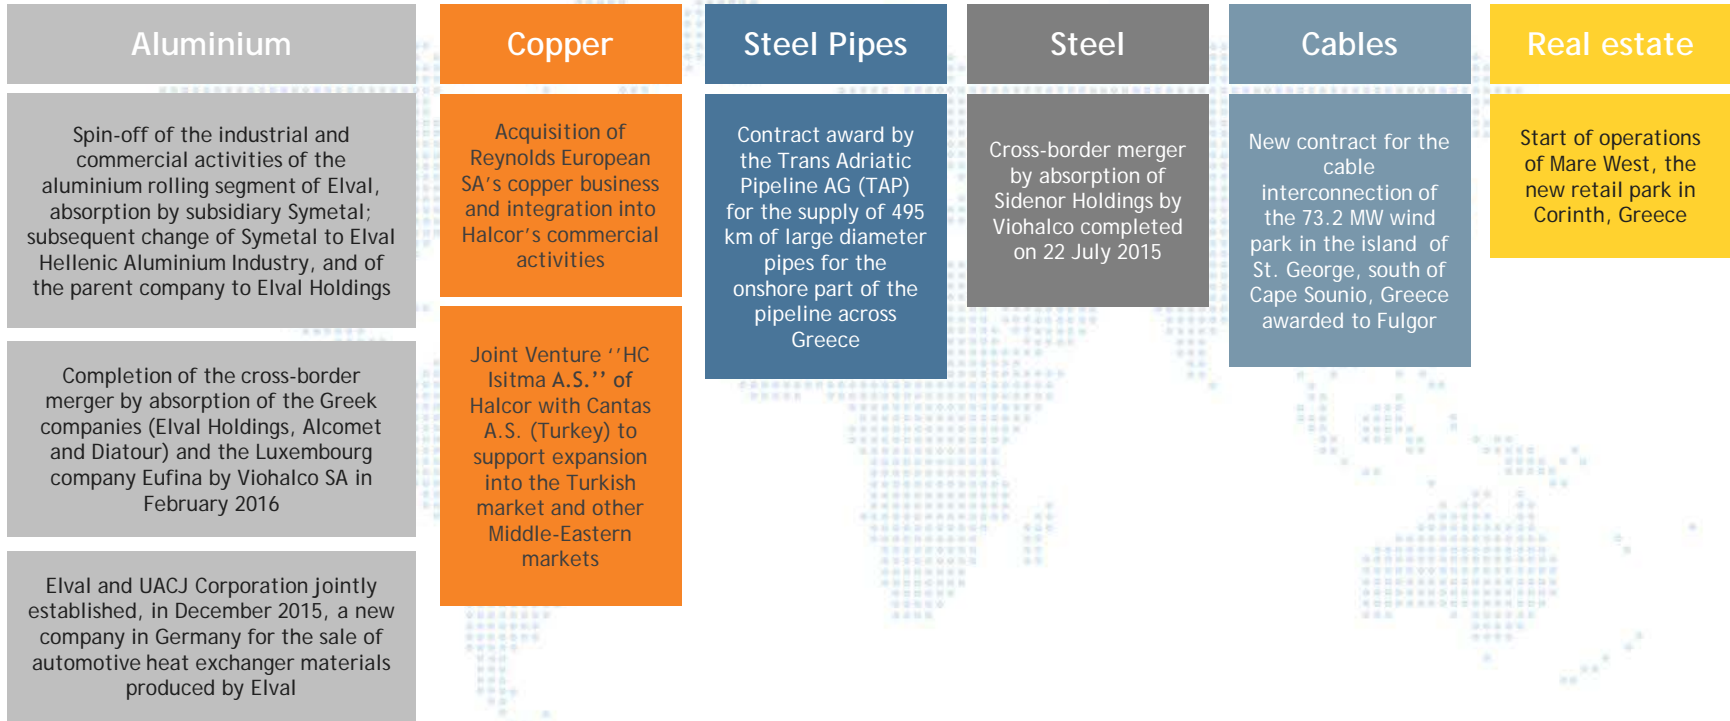 Aluminium
Spin-off of the industrial and
commercial activities of the
aluminium rolling segment of Elval,
absorption by subsidiary Symetal;
subsequent change of Symetal to Elval
Hellenic Aluminium Industry, and of
the parent company to Elval Holdings
Completion of the cross-border
merger by absorption of the Greek
companies (Elval Holdings, Alcomet
and Diatour) and the Luxembourg
company Eufina by Viohalco SA in
February 2016
Elval and UACJ Corporation jointly
established, in December 2015, a new
company in Germany for the sale of
automotive heat exchanger materials
produced by Elval
Copper
Acquisition of
Reynolds European
SA's copper business
and integration into
Halcor's commercial
activities
Joint Venture ‘’HC
Isitma A.S.’’ of
Halcor with Cantas
A.S. (Turkey) to
support expansion
into the Turkish
market and other
Middle-Eastern
markets
Steel Pipes
Contract award by
the Trans Adriatic
Pipeline AG (TAP)
for the supply of 495
km of large diameter
pipes for the
onshore part of the
pipeline across
Greece
Steel
Cross-border merger
by absorption of
Sidenor Holdings by
Viohalco completed
on 22 July 2015
Cables
New contract for the
cable
interconnection of
the 73.2 MW wind
park in the island of
St. George, south of
Cape Sounio, Greece
awarded to Fulgor
Real estate
Start of operations
of Mare West, the
new retail park in
Corinth, Greece